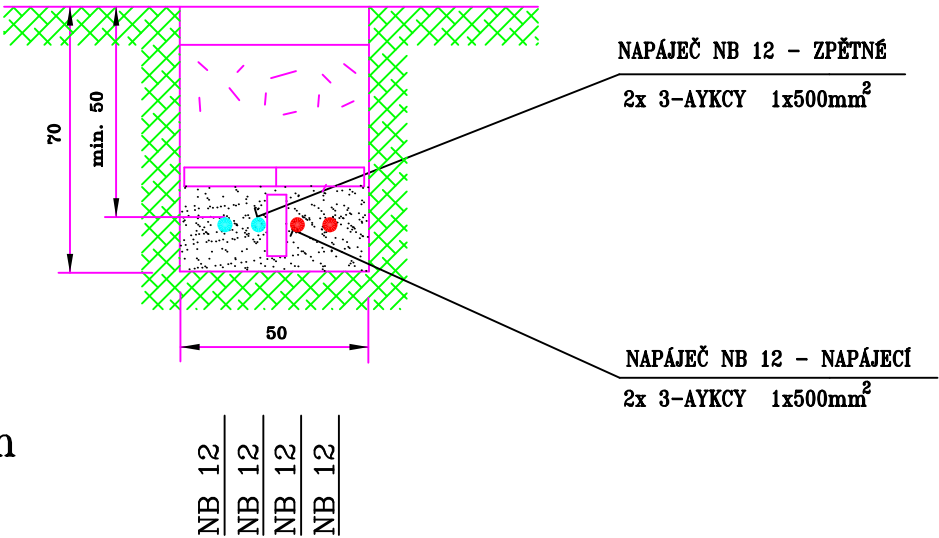 NAPÁJEČ NB 12 - ZPĚTNÉ
2x 3-AYKCY 1x500mm²
70
min. 50
50
NAPÁJEČ NB 12 - NAPÁJECÍ
2x 3-AYKCY 1x500mm²
NB 12
NB 12
NB 12
NB 12